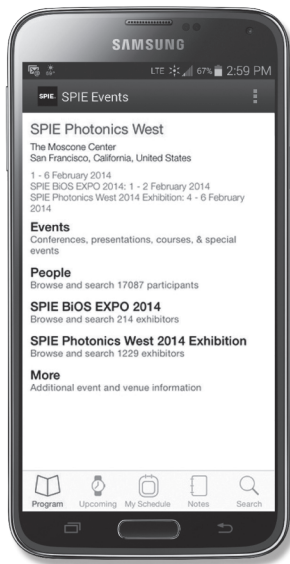 SAMSUNG
LTE 67% 2:59 PM
SPIE. SPIE Events
SPIE Photonics West
The Moscone Center
San Francisco, California, United States
1 - 6 February 2014
SPIE BiOS EXPO 2014: 1 - 2 February 2014
SPIE Photonics West 2014 Exhibition: 4 - 6 February
2014
Events
Conferences, presentations, courses, & special
events
People
Browse and search 17087 participants
SPIE BiOS EXPO 2014
Browse and search 214 exhibitors
SPIE Photonics West 2014 Exhibition
Browse and search 1229 exhibitors
More
Additional event and venue information
Program Upcoming My Schedule Notes Search